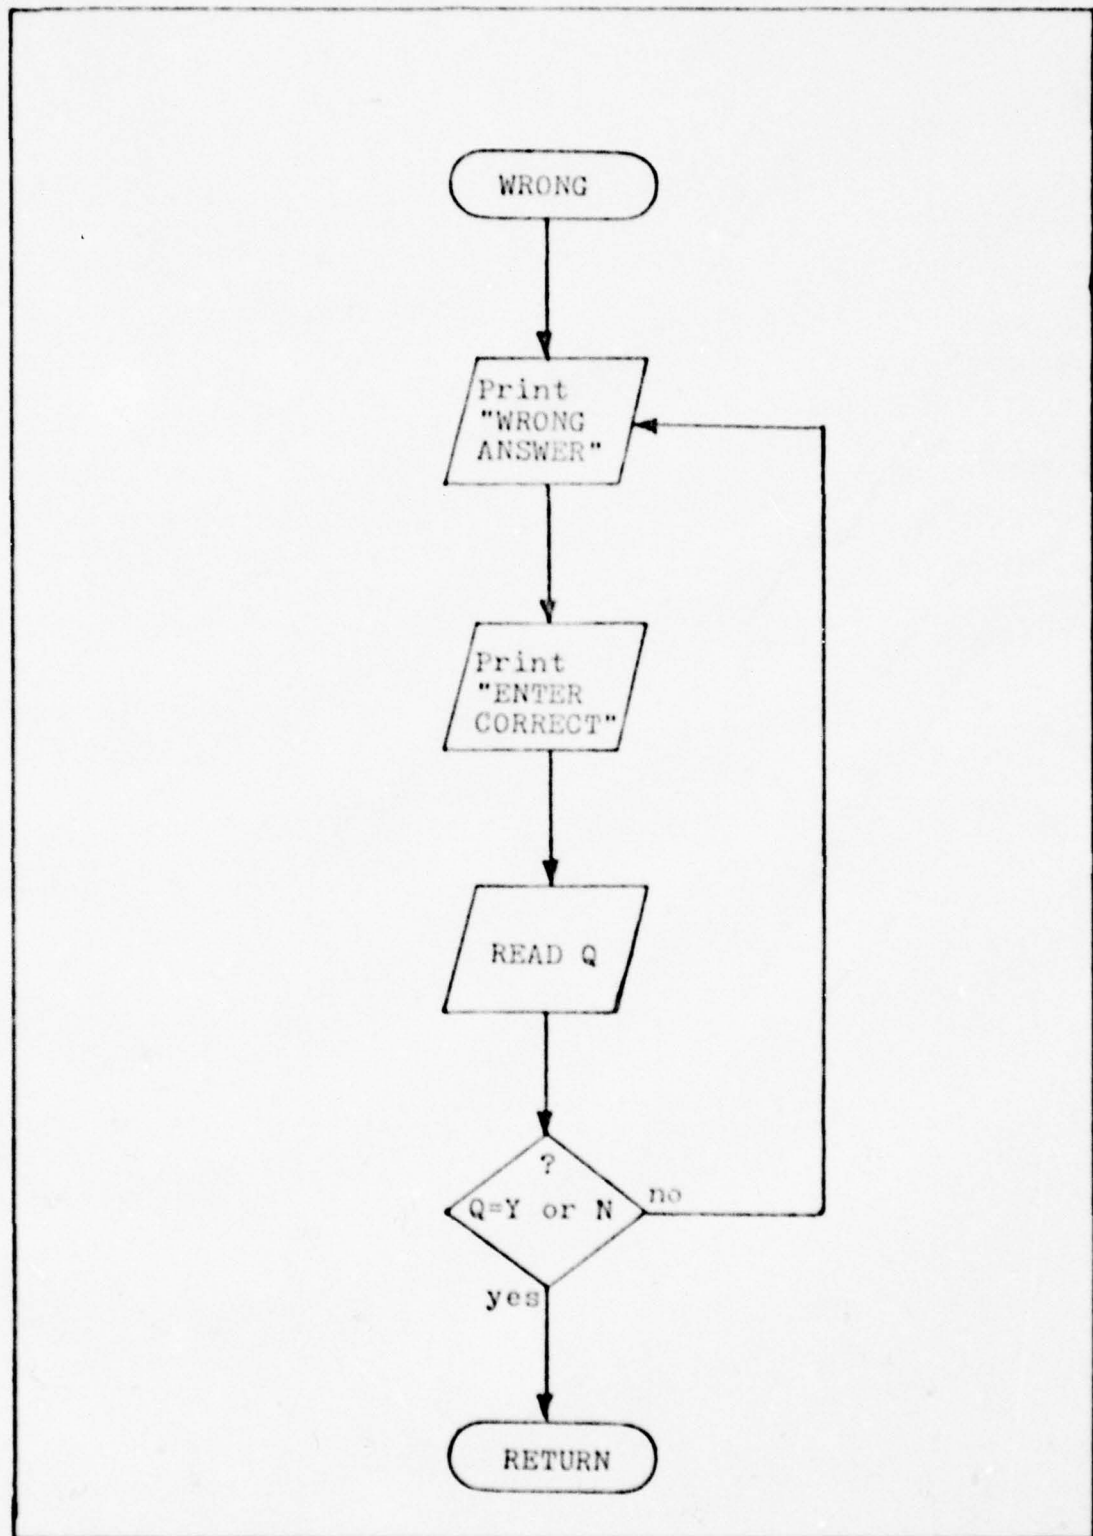 WRONG
Print
"WRONG
ANSWER"
Print
"ENTER
CORRECT"
READ Q
?
Q=Y or N
no
yes
RETURN